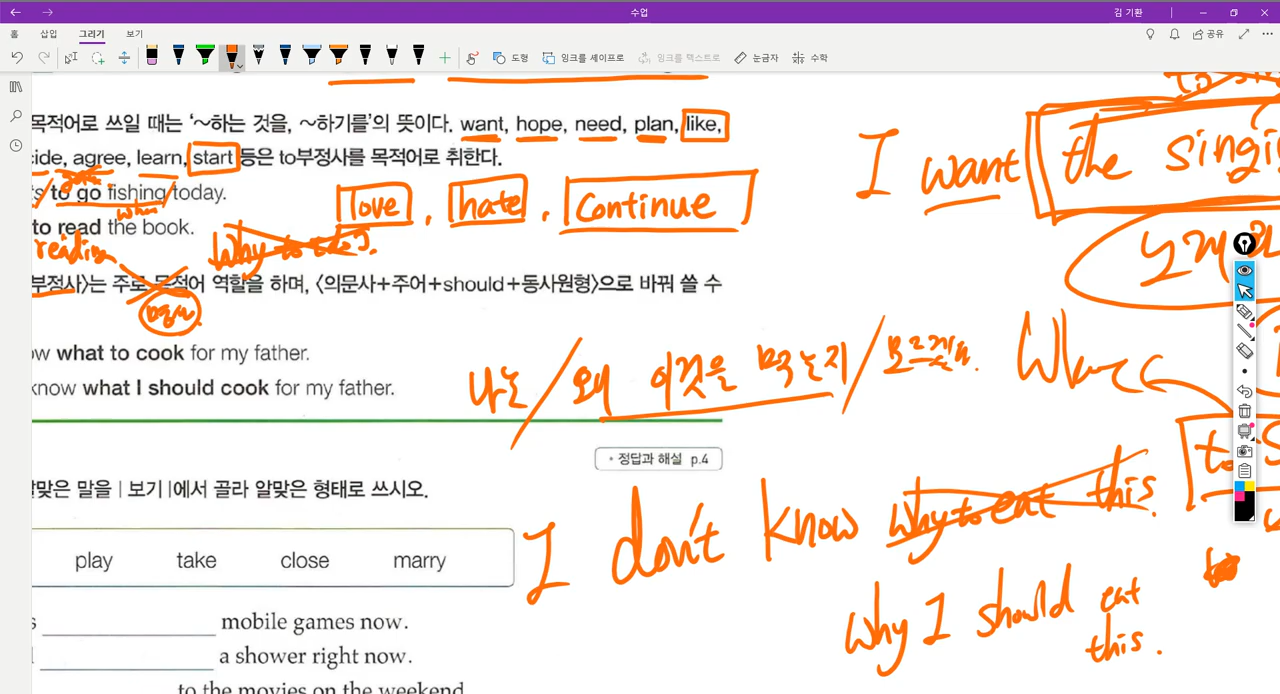 수업
김 기환
홈 삽입 그리기 보기
공유
도형 잉크를 셰이프로 잉크를 텍스트로 눈금자 수학
목적어로 쓰일 때는 '~하는 것을, ~하기를'의 뜻이다. want, hope, need, plan, like,
cide, agree, learn, start 등은 to부정사를 목적어로 취한다.
I want the singi
's to go fishing today.
when
love, hate, Continue
to read the book.
reading
Why to
부정사>는 주로 목적어 역할을 하며, <의문사+주어+should+동사원형>으로 바꿔 쓸 수
명사
ow what to cook for my father.
know what I should cook for my father.
나는 / 왜 이것을 먹는지 / 모르겠다.
정답과 해설 p.4
알맞은 말을 | 보기 |에서 골라 알맞은 형태로 쓰시오.
I don't know why to eat this.
why I should eat this.
play take close marry
s mobile games now.
a shower right now.
to the movies on the weekend